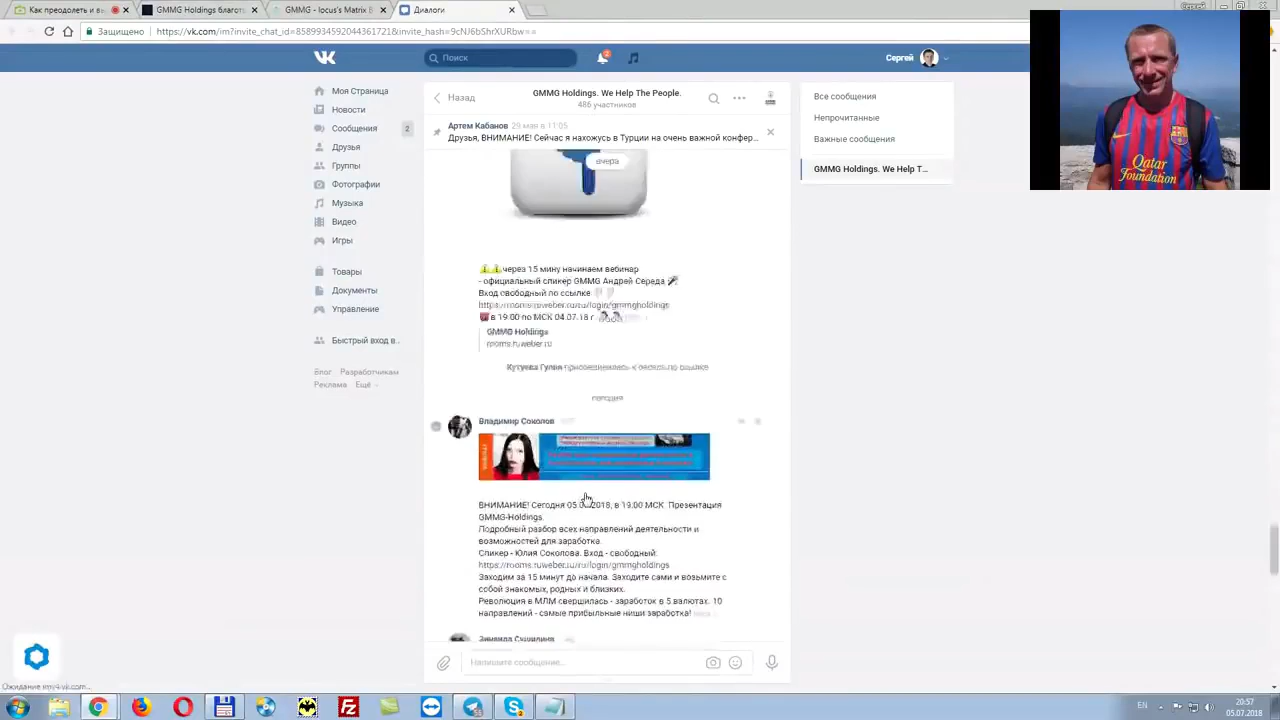 Как преодолеть и вы
GMMG Holdings благоти
GMMG - locus's Matrix B
Диалоги
Защищено
https://vk.com/im?invite_chat_id=8589934592044361721&invite_hash=9cNJ6bShrXURbw==
Поиск
2
Сергей
Моя Страница
Новости
Сообщения
2
Друзья
Группы
Фотографии
Музыка
Видео
Игры
Товары
Документы
Управление
Быстрый вход в..
Блог Разработчикам
Реклама Ещё
Назад
GMMG Holdings. We Help The People.
486 участников
Артем Кабанов 29 мая в 11:05
Друзья, ВНИМАНИЕ! Сейчас я нахожусь в Турции на очень важной конфер...
вчера
через 15 мину начинаем вебинар
- официальный спикер GMMG Андрей Середа
Вход свободный по ссылке
https://rooms.ruweber.ru/ru/login/gmmgholdings
в 19:00 по МСК 04.07.18 г
GMMG Holdings
rooms.ruweber.ru
присоединилась к беседе по ссылке
сегодня
Владимир Соколов
ВНИМАНИЕ! Сегодня 2018, в 19:00 МСК. Презентация
GMMG-Holdings.
Подробный разбор всех направлений деятельности и
возможностей для заработка.
Спикер - Юлия Соколова. Вход - свободный:
https://rooms.ruweber.ru/ru/login/gmmgholdings
Заходим за 15 минут до начала. Заходите сами и возьмите с
собой знакомых, родных и близких.
Революция в МЛМ свершилась - заработок в 5 валютах. 10
направлений - самые прибыльные ниши заработка!
Напишите сообщение...
Все сообщения
Непрочитанные
Важные сообщения
GMMG Holdings. We Help T...
Qatar
Foundation
EN
20:57
05.07.2018